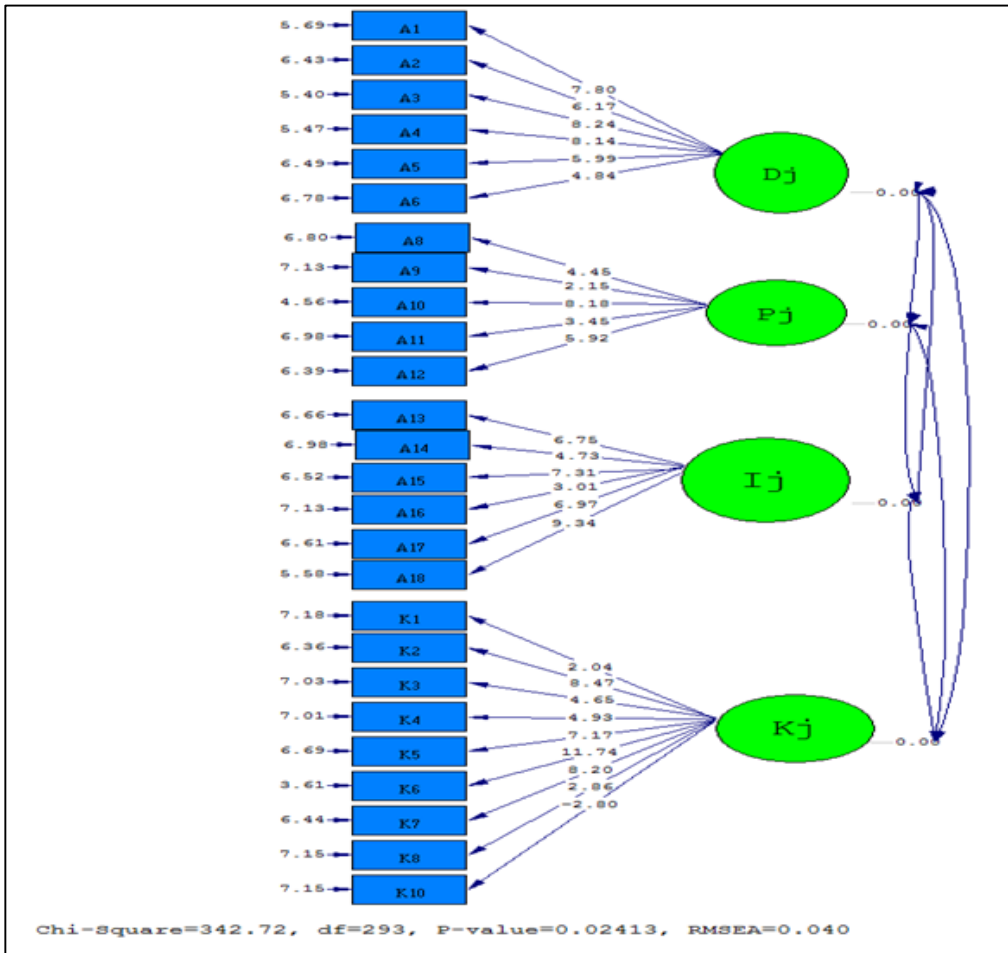 5.69 A1
6.43 A2
5.40 A3
5.47 A4
6.49 A5
6.78 A6
7.80
6.17
8.24
8.14
5.99
4.84
Dj
0.00
6.80 A8
7.13 A9
4.56 A10
6.98 A11
6.39 A12
4.45
2.15
8.18
3.45
5.92
Pj
0.00
6.66 A13
6.98 A14
6.52 A15
7.13 A16
6.61 A17
5.58 A18
6.75
4.73
7.31
3.01
6.97
9.34
Ij
0.00
7.18 K1
6.36 K2
7.03 K3
7.01 K4
6.69 K5
3.61 K6
6.44 K7
7.15 K8
7.15 K10
2.04
8.47
4.65
4.93
7.17
11.74
8.20
2.86
-2.80
Kj
0.00
Chi-Square=342.72, df=293, P-value=0.02413, RMSEA=0.040